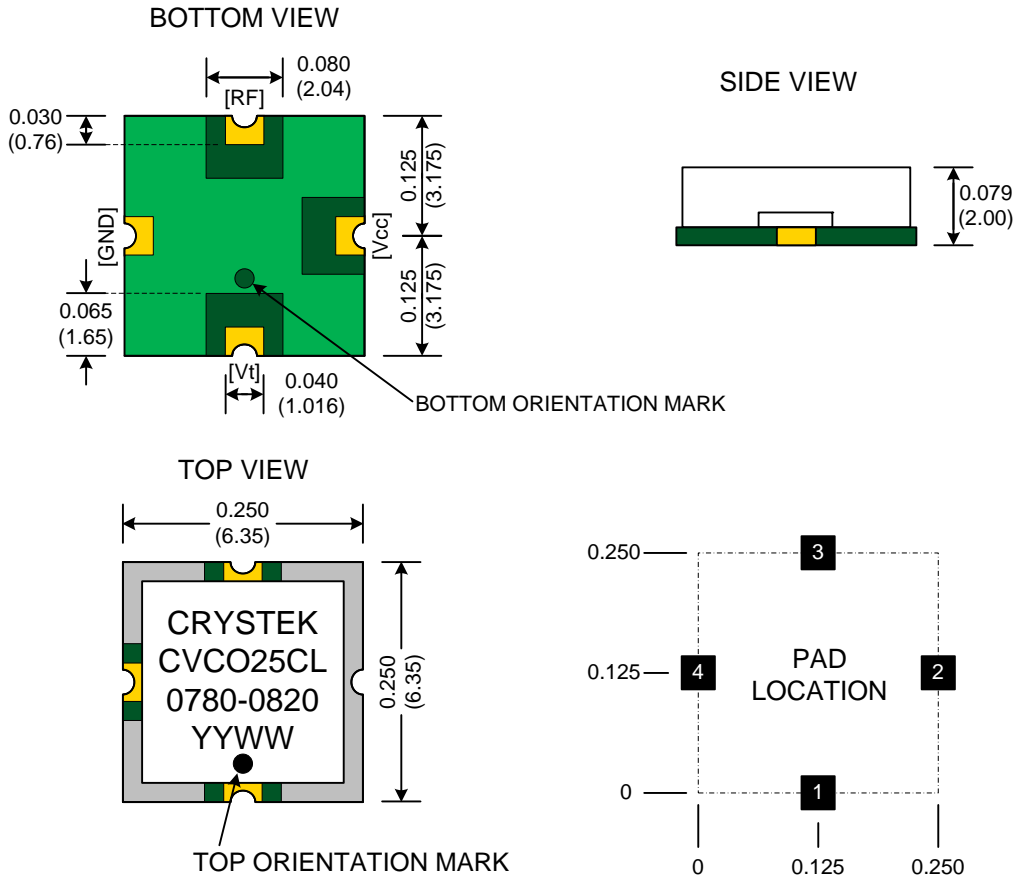 BOTTOM VIEW
0.080
(2.04)
[RF]
0.030
(0.76)
0.125
(3.175)
[GND]
[Vcc]
0.125
(3.175)
0.065
(1.65)
[Vt]
0.040
(1.016)
BOTTOM ORIENTATION MARK
SIDE VIEW
0.079
(2.00)
TOP VIEW
0.250
(6.35)
CRYSTEK
CVCO25CL
0780-0820
YYWW
0.250
(6.35)
TOP ORIENTATION MARK
0.250
3
0.125
4
PAD
LOCATION
2
0
1
0
0.125
0.250